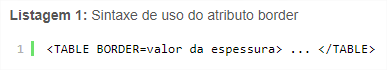 Listagem 1: Sintaxe de uso do atributo border
1 <TABLE BORDER=valor da espessura> ... </TABLE>